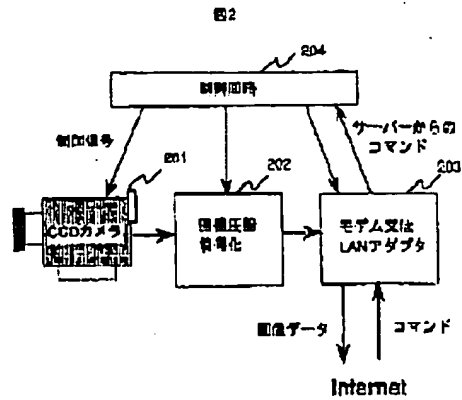 図2
204
制御回路
制御信号
サーバーからの
コマンド
201
202
203
CCDカメラ
画像圧縮
符号化
モデム又は
LANアダプタ
画像データ
コマンド
Internet